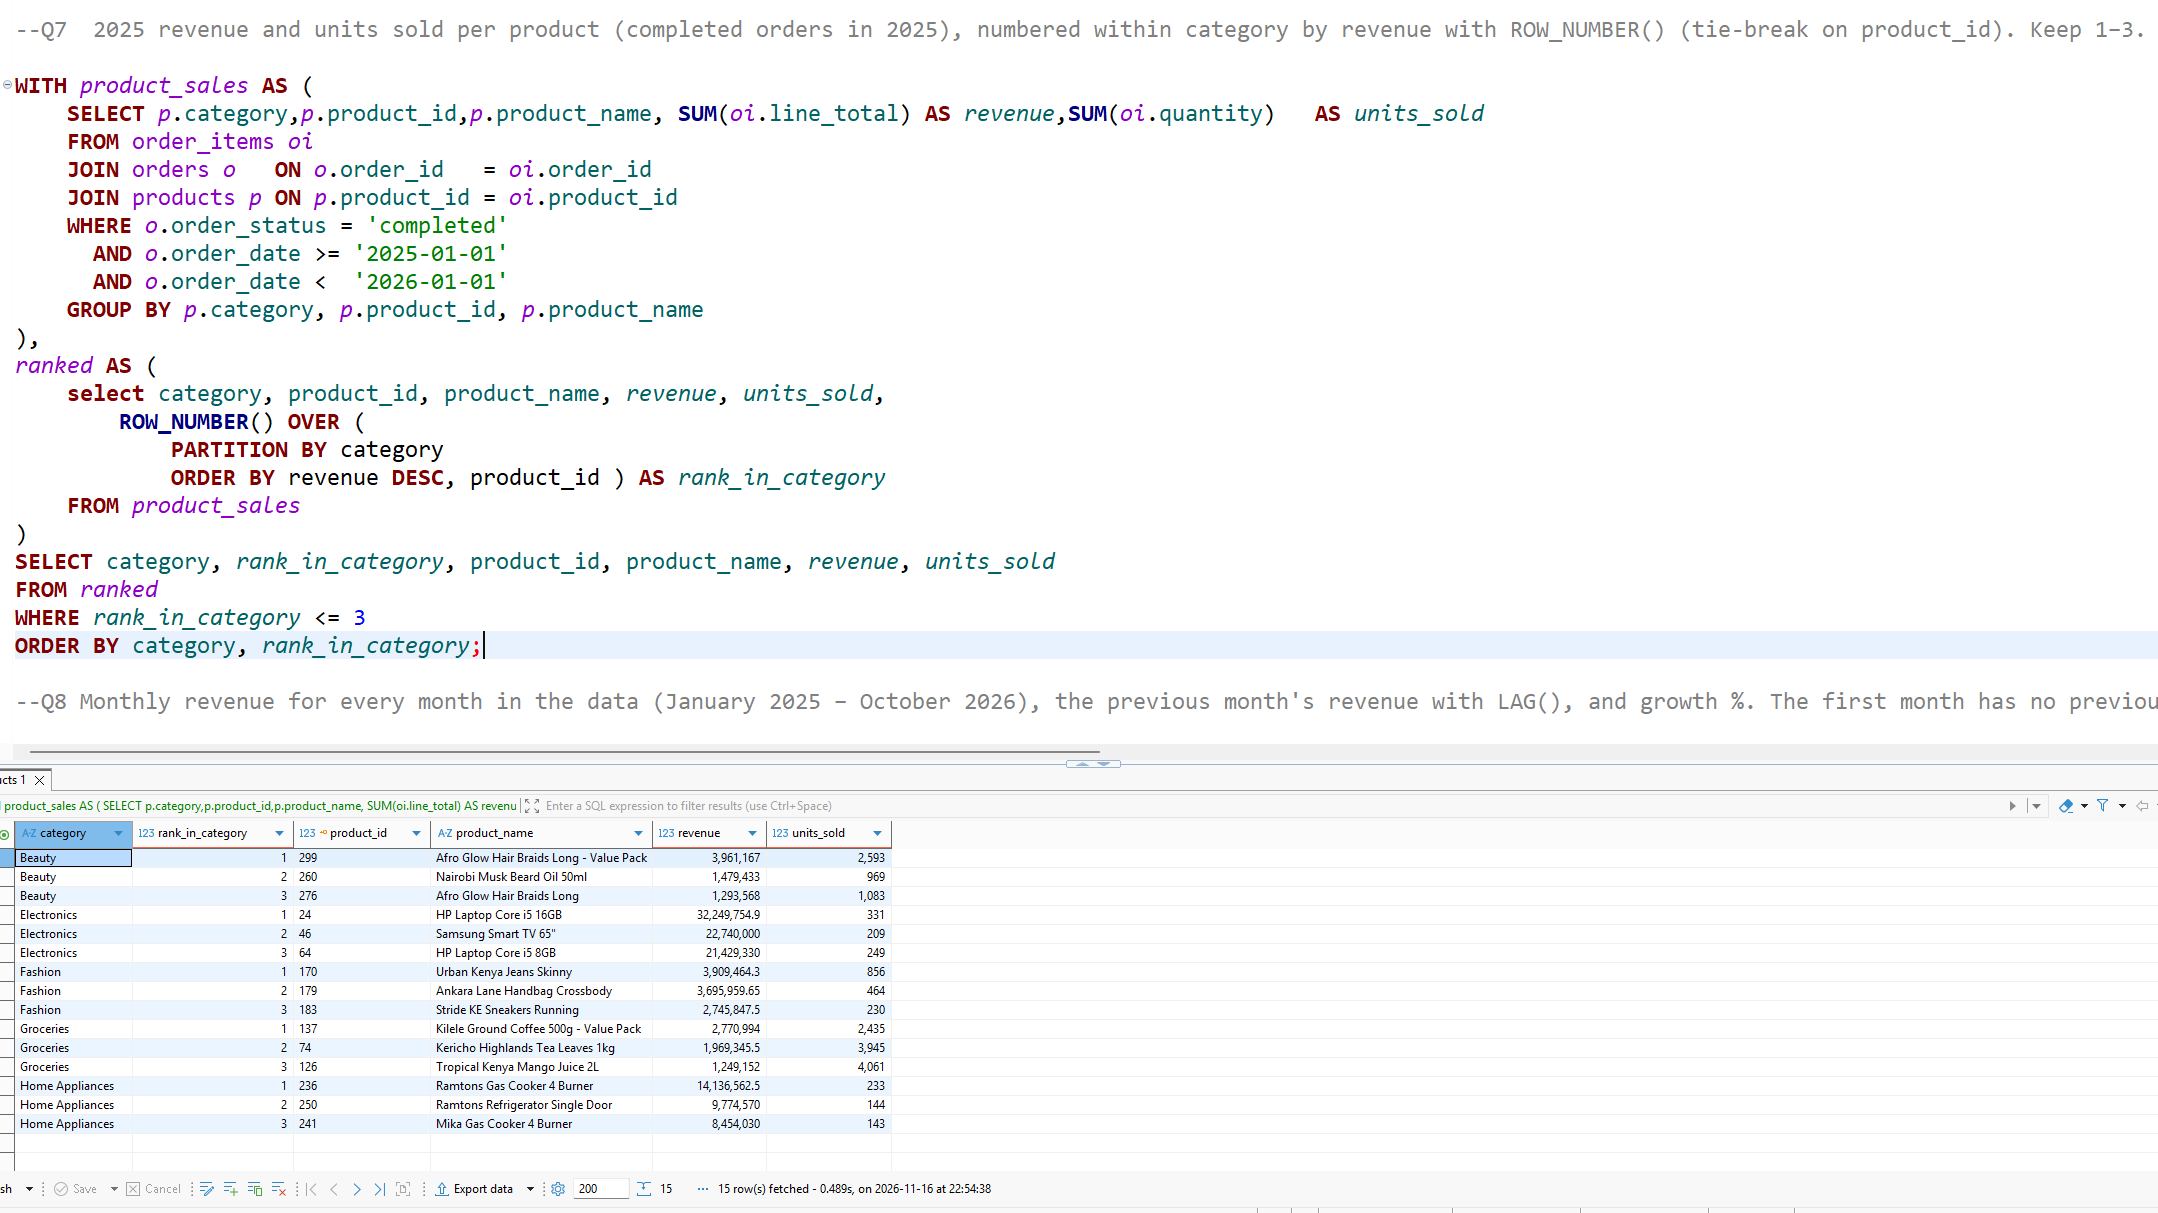 --Q7  2025 revenue and units sold per product (completed orders in 2025), numbered within category by revenue with ROW_NUMBER() (tie-break on product_id). Keep 1–3.
WITH product_sales AS (
    SELECT p.category,p.product_id,p.product_name, SUM(oi.line_total) AS revenue,SUM(oi.quantity)   AS units_sold
    FROM order_items oi
    JOIN orders o   ON o.order_id   = oi.order_id
    JOIN products p ON p.product_id = oi.product_id
    WHERE o.order_status = 'completed'
      AND o.order_date >= '2025-01-01'
      AND o.order_date <  '2026-01-01'
    GROUP BY p.category, p.product_id, p.product_name
),
ranked AS (
    select category, product_id, product_name, revenue, units_sold,
        ROW_NUMBER() OVER (
            PARTITION BY category
            ORDER BY revenue DESC, product_id ) AS rank_in_category
    FROM product_sales
)
SELECT category, rank_in_category, product_id, product_name, revenue, units_sold
FROM ranked
WHERE rank_in_category <= 3
ORDER BY category, rank_in_category;
--Q8 Monthly revenue for every month in the data (January 2025 – October 2026), the previous month's revenue with LAG(), and growth %. The first month has no previou
cts 1
product_sales AS ( SELECT p.category,p.product_id,p.product_name, SUM(oi.line_total) AS revenu Enter a SQL expression to filter results (use Ctrl+Space)
A-Z category 123 rank_in_category 123 product_id A-Z product_name 123 revenue 123 units_sold
Beauty 1 299 Afro Glow Hair Braids Long - Value Pack 3,961,167 2,593
Beauty 2 260 Nairobi Musk Beard Oil 50ml 1,479,433 969
Beauty 3 276 Afro Glow Hair Braids Long 1,293,568 1,083
Electronics 1 24 HP Laptop Core i5 16GB 32,249,754.9 331
Electronics 2 46 Samsung Smart TV 65" 22,740,000 209
Electronics 3 64 HP Laptop Core i5 8GB 21,429,330 249
Fashion 1 170 Urban Kenya Jeans Skinny 3,909,464.3 856
Fashion 2 179 Ankara Lane Handbag Crossbody 3,695,959.65 464
Fashion 3 183 Stride KE Sneakers Running 2,745,847.5 230
Groceries 1 137 Kilele Ground Coffee 500g - Value Pack 2,770,994 2,435
Groceries 2 74 Kericho Highlands Tea Leaves 1kg 1,969,345.5 3,945
Groceries 3 126 Tropical Kenya Mango Juice 2L 1,249,152 4,061
Home Appliances 1 236 Ramtons Gas Cooker 4 Burner 14,136,562.5 233
Home Appliances 2 250 Ramtons Refrigerator Single Door 9,774,570 144
Home Appliances 3 241 Mika Gas Cooker 4 Burner 8,454,030 143
sh Save Cancel Export data 200 15 ··· 15 row(s) fetched - 0.489s, on 2026-11-16 at 22:54:38